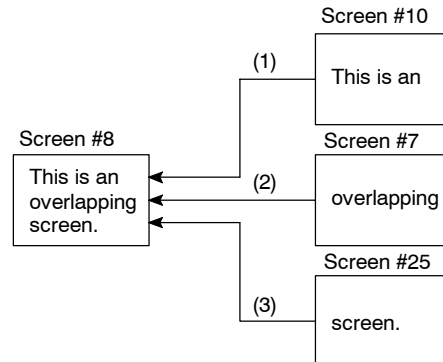 Screen #10
(1)
This is an
Screen #8
This is an
overlapping
screen.
Screen #7
(2)
overlapping
Screen #25
(3)
screen.